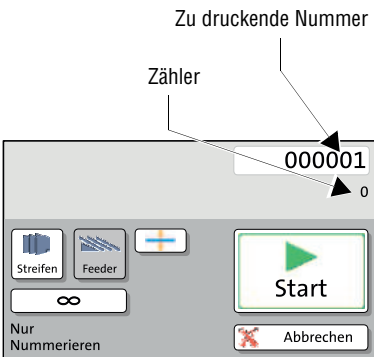 Zu druckende Nummer
Zähler
000001
0
Streifen
Feeder
∞
Start
Nur
Nummerieren
Abbrechen